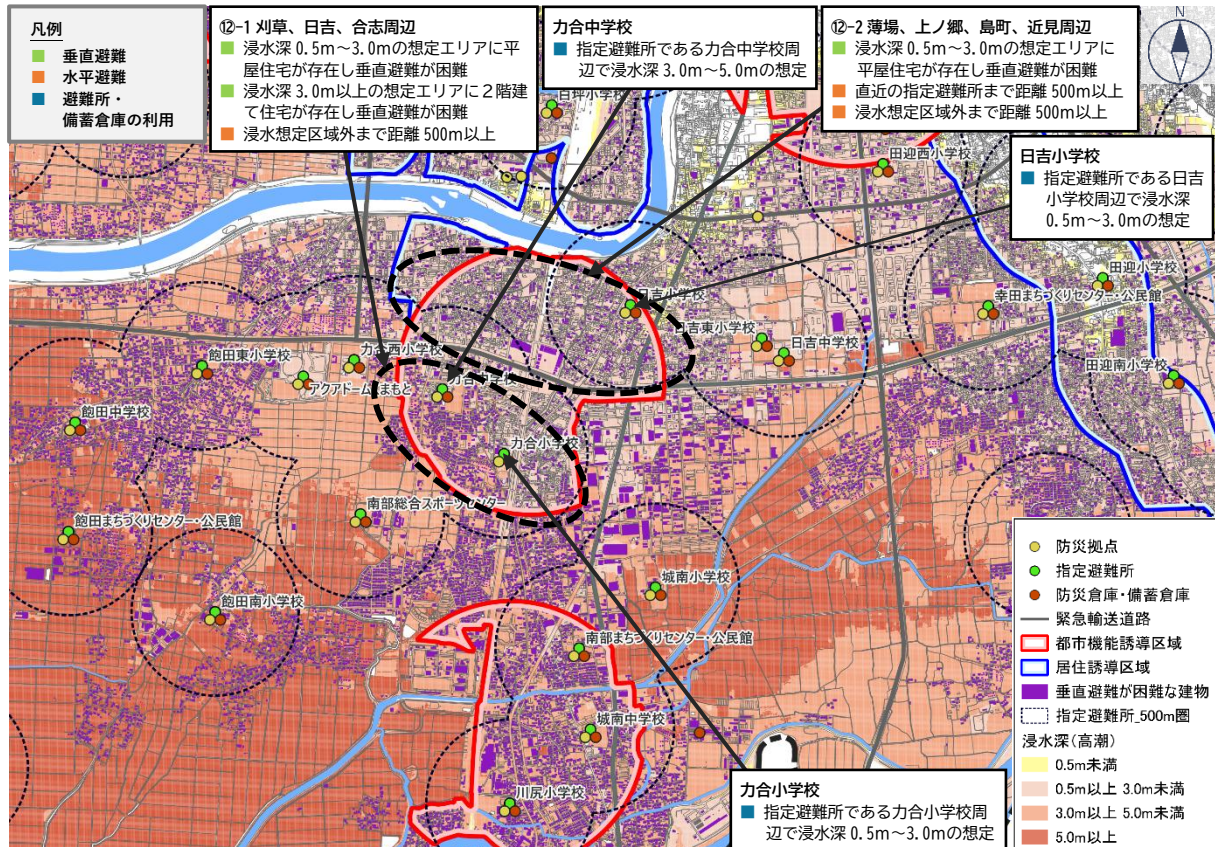 凡例
垂直避難
水平避難
避難所・
備蓄倉庫の利用
⑫-1 刈草、日吉、合志周辺
浸水深 0.5m～3.0mの想定エリアに平
屋住宅が存在し垂直避難が困難
浸水深 3.0m以上の想定エリアに２階建
て住宅が存在し垂直避難が困難
浸水想定区域外まで距離 500m以上
力合中学校
指定避難所である力合中学校周
辺で浸水深 3.0m～5.0mの想定
⑫-2 薄場、上ノ郷、島町、近見周辺
浸水深 0.5m～3.0mの想定エリアに
平屋住宅が存在し垂直避難が困難
直近の指定避難所まで距離 500m以上
浸水想定区域外まで距離 500m以上
日吉小学校
指定避難所である日吉
小学校周辺で浸水深
0.5m～3.0mの想定
日坪小学校
田迎西小学校
田迎小学校
幸田まちづくりセンター・公民館
日吉小学校
日吉東小学校
日吉中学校
田迎南小学校
力合西小学校
飽田東小学校
アクアドームくまもと
力合中学校
飽田中学校
力合小学校
南部総合スポーツセンター
飽田まちづくりセンター・公民館
城南小学校
飽田南小学校
南部まちづくりセンター・公民館
城南中学校
川尻小学校
力合小学校
指定避難所である力合小学校周
辺で浸水深 0.5m～3.0mの想定
防災拠点
指定避難所
防災倉庫・備蓄倉庫
緊急輸送道路
都市機能誘導区域
居住誘導区域
垂直避難が困難な建物
指定避難所_500m圏
浸水深(高潮)
0.5m未満
0.5m以上 3.0m未満
3.0m以上 5.0m未満
5.0m以上